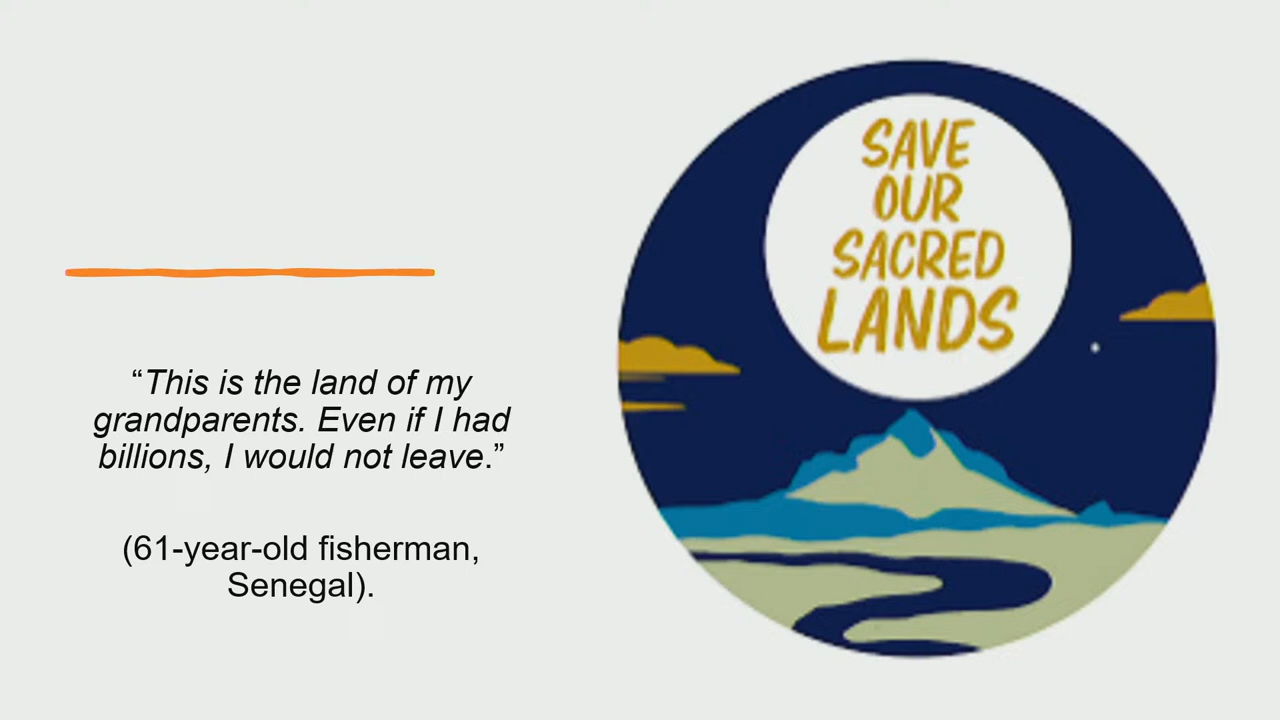 “This is the land of my
grandparents. Even if I had
billions, I would not leave.”
(61-year-old fisherman,
Senegal).
SAVE
OUR
SACRED
LANDS